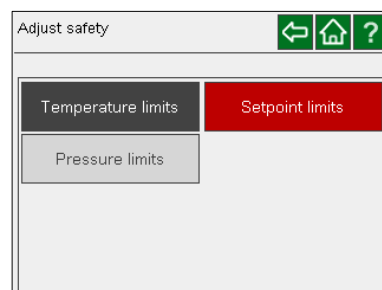 Adjust safety
?
Temperature limits
Setpoint limits
Pressure limits